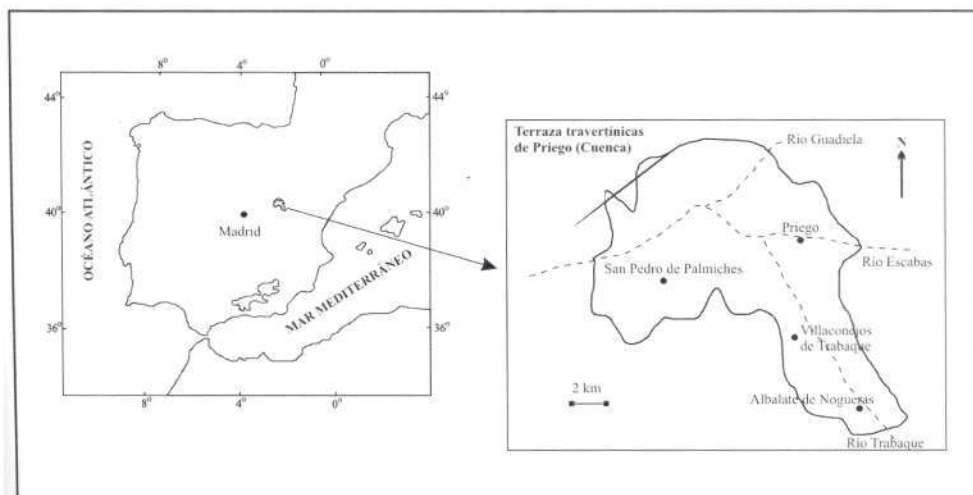 8°
4°
0°
44°
44°
OCÉANO ATLÁNTICO
40°
40°
Madrid
MAR MEDITERRÁNEO
36°
36°
8°
4°
0°
Terraza travertínicas
de Priego (Cuenca)
Río Guadiela
N
Priego
Río Escabas
San Pedro de Palmiches
Villaconejos
de Trabaque
2 km
Albalate de Nogueras
Río Trabaque